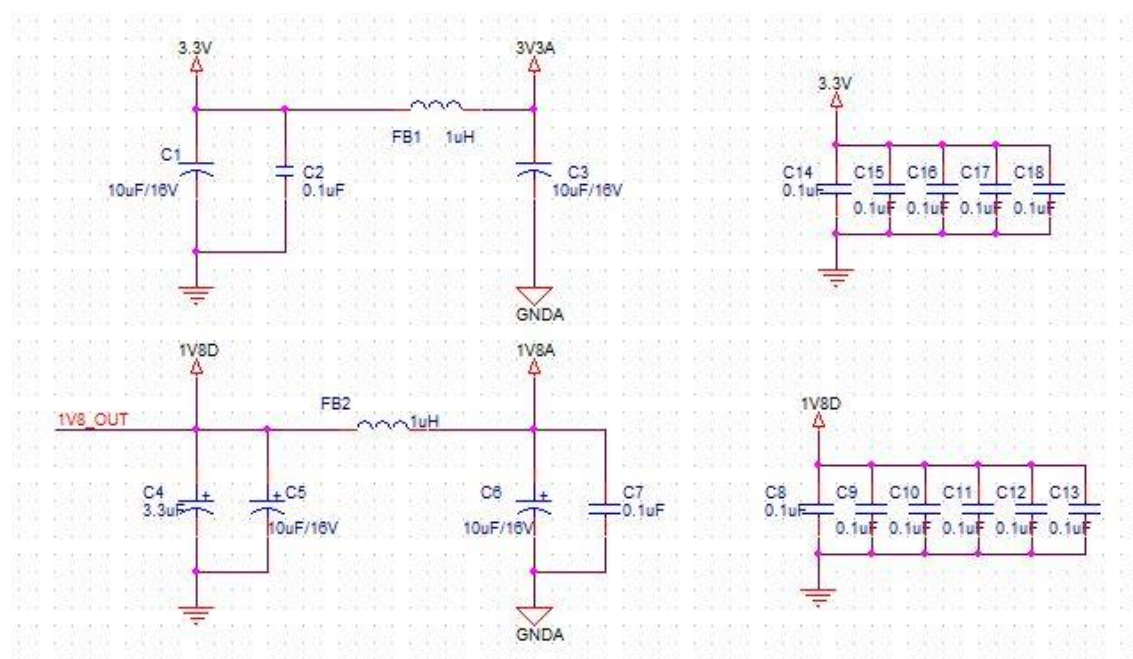 3.3V
3V3A
3.3V
FB1 1uH
C1
10uF/16V
C2
0.1uF
C3
10uF/16V
C14
0.1uF
C15
0.1uF
C16
0.1uF
C17
0.1uF
C18
0.1uF
GNDA
1V8D
1V8A
1V8D
1V8_OUT
FB2
1uH
C4
3.3uF
C5
10uF/16V
C6
10uF/16V
C7
0.1uF
C8
0.1uF
C9
0.1uF
C10
0.1uF
C11
0.1uF
C12
0.1uF
C13
0.1uF
GNDA